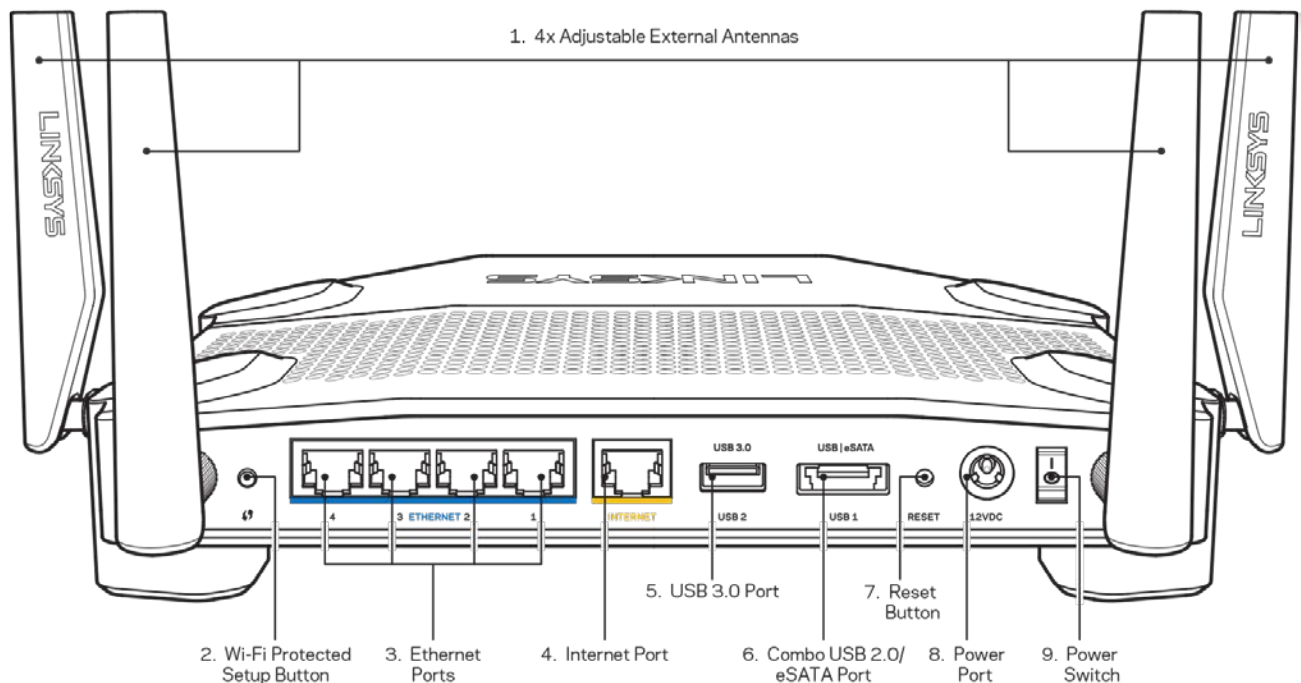 1. 4x Adjustable External Antennas
LINKSYS
LINKSYS
LINKSYS
USB 3.0
USB | eSATA
4
3 ETHERNET 2
1
INTERNET
USB 2
USB 1
RESET
12VDC
5. USB 3.0 Port
7. Reset
Button
2. Wi-Fi Protected
Setup Button
3. Ethernet
Ports
4. Internet Port
6. Combo USB 2.0/
eSATA Port
8. Power
Port
9. Power
Switch